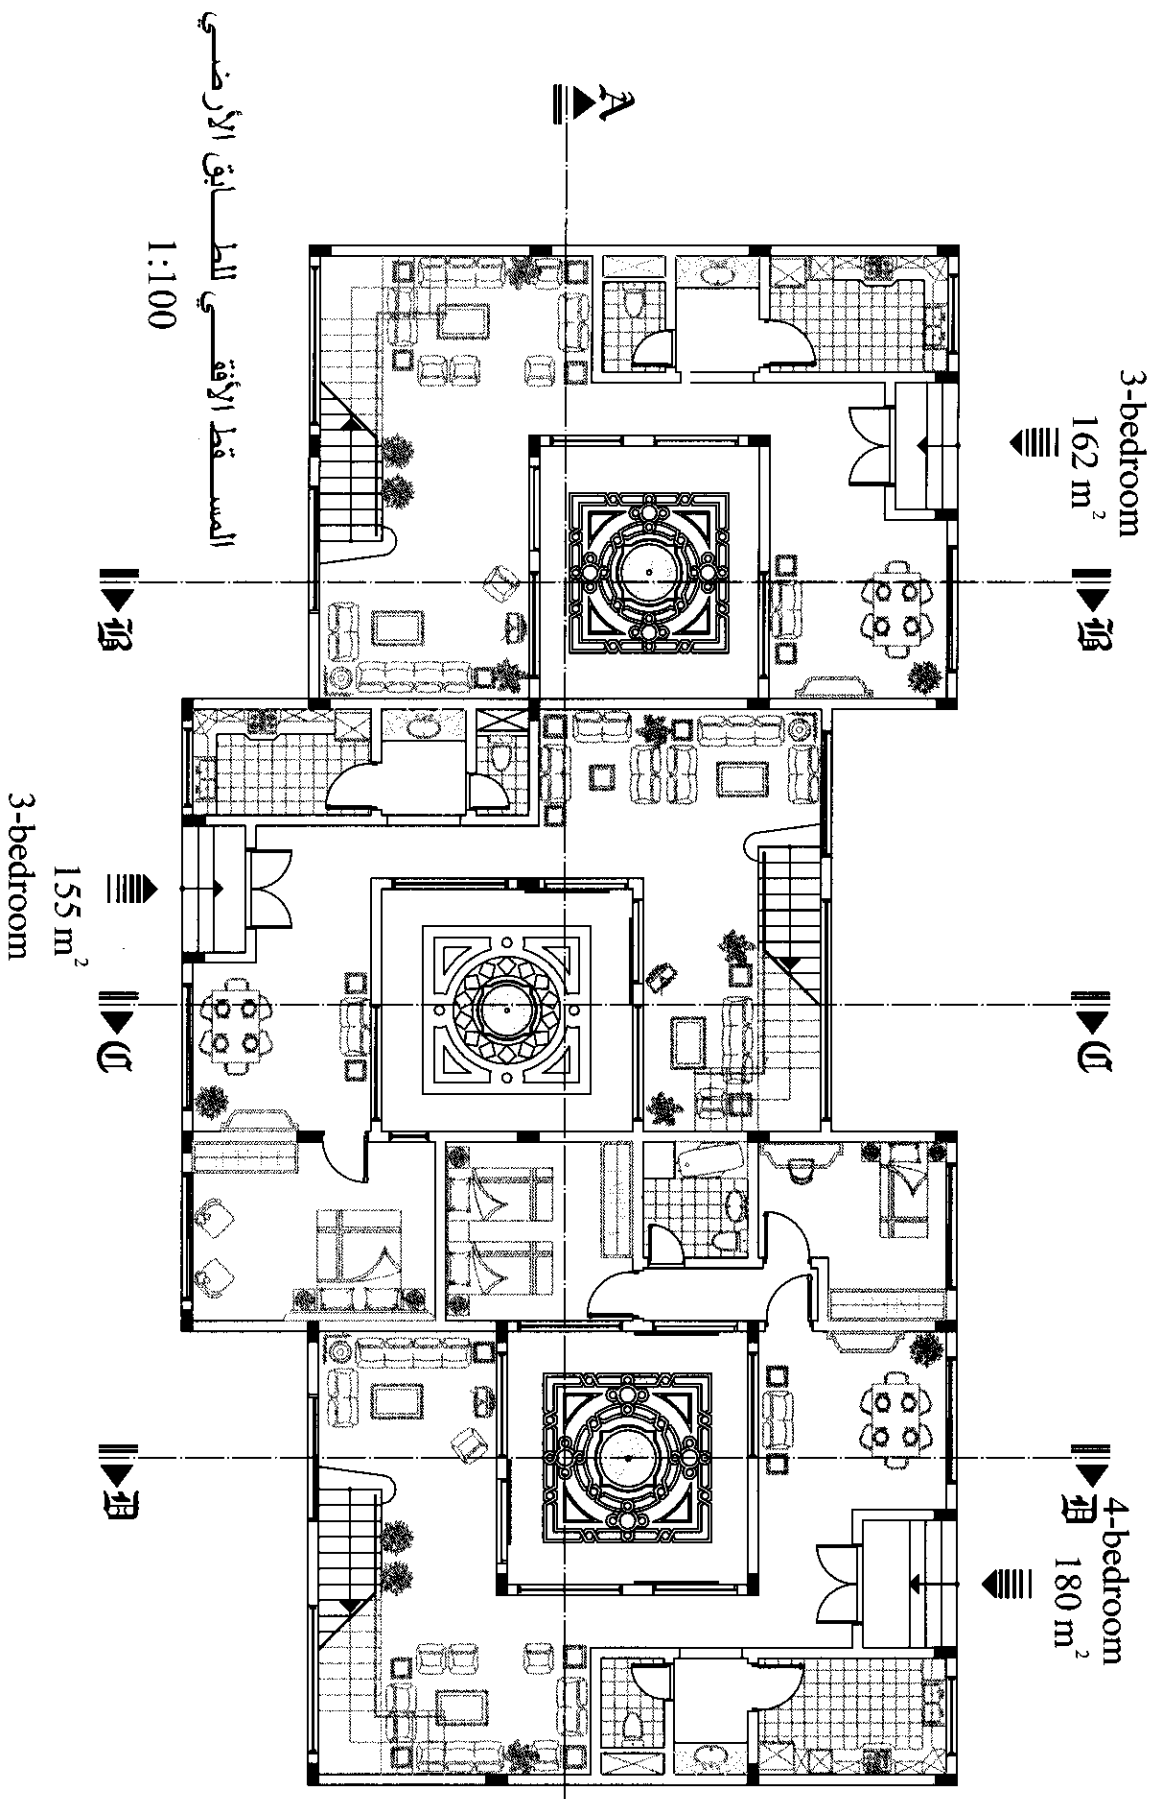 3-bedroom
162 m²
4-bedroom
180 m²
155 m²
3-bedroom
A
B
B
C
C
D
D
المسقط الأفقي للطابق الأرضي
1:100